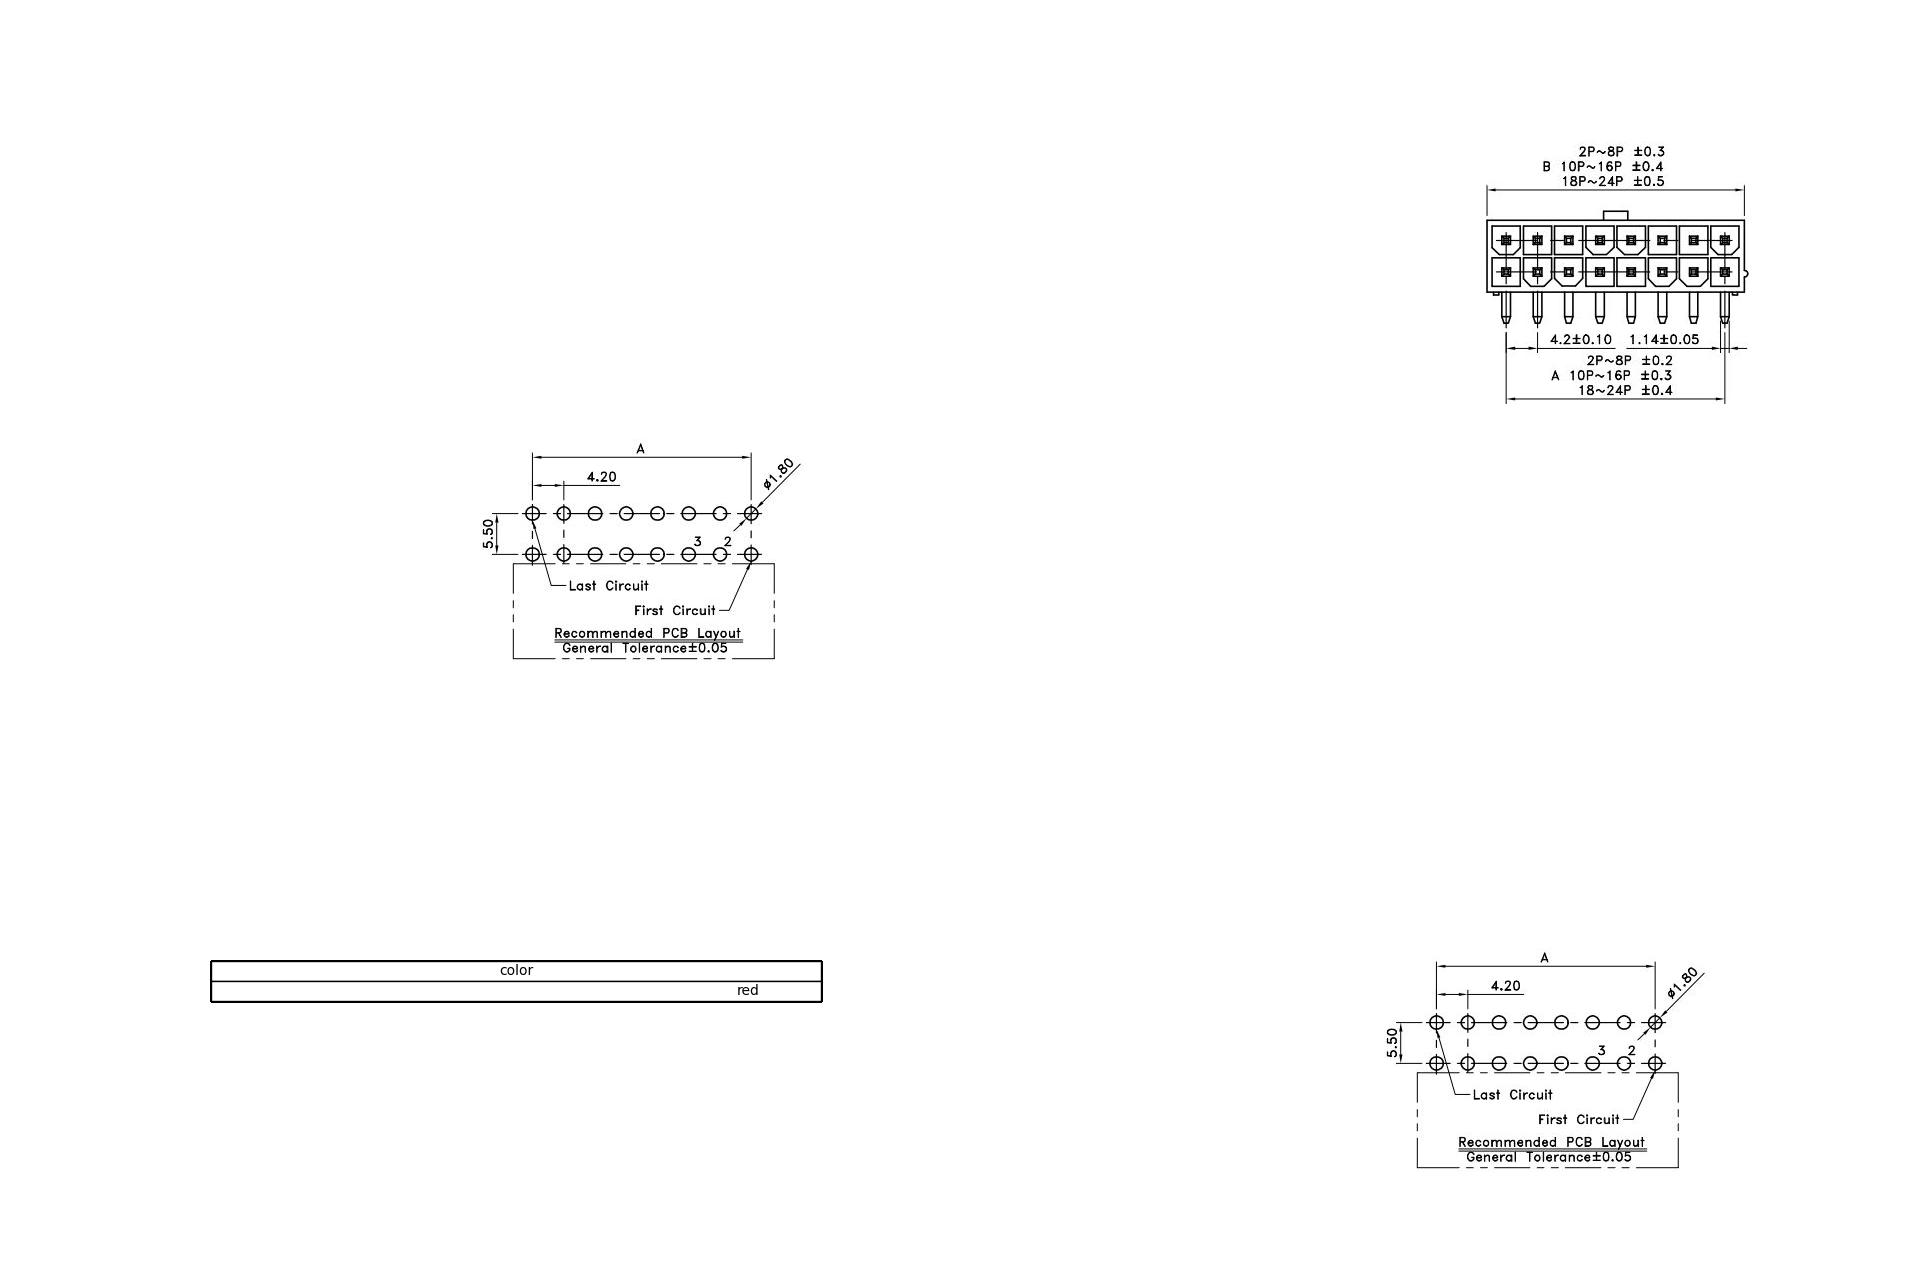 2P~8P ±0.3
B 10P~16P ±0.4
18P~24P ±0.5
4.2±0.10 1.14±0.05
2P~8P ±0.2
A 10P~16P ±0.3
18~24P ±0.4
A
4.20
ø1.80
5.50
3 2
Last Circuit
First Circuit
Recommended PCB Layout
General Tolerance±0.05
color
red
A
4.20
ø1.80
5.50
3 2
Last Circuit
First Circuit
Recommended PCB Layout
General Tolerance±0.05